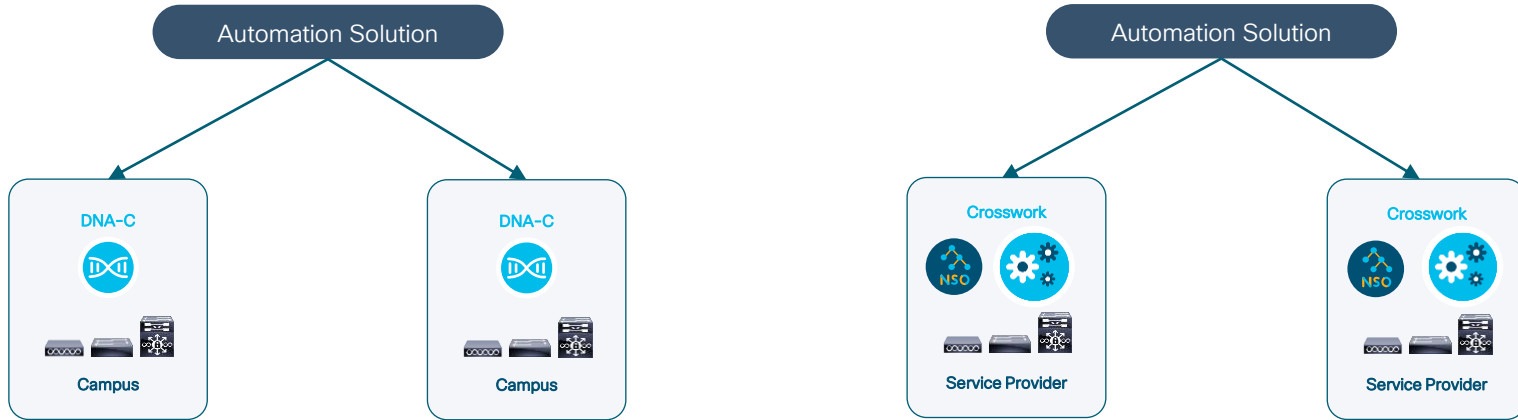 Automation Solution
Automation Solution
DNA-C
DNA-C
Crosswork
Crosswork
NSO
NSO
Campus
Campus
Service Provider
Service Provider